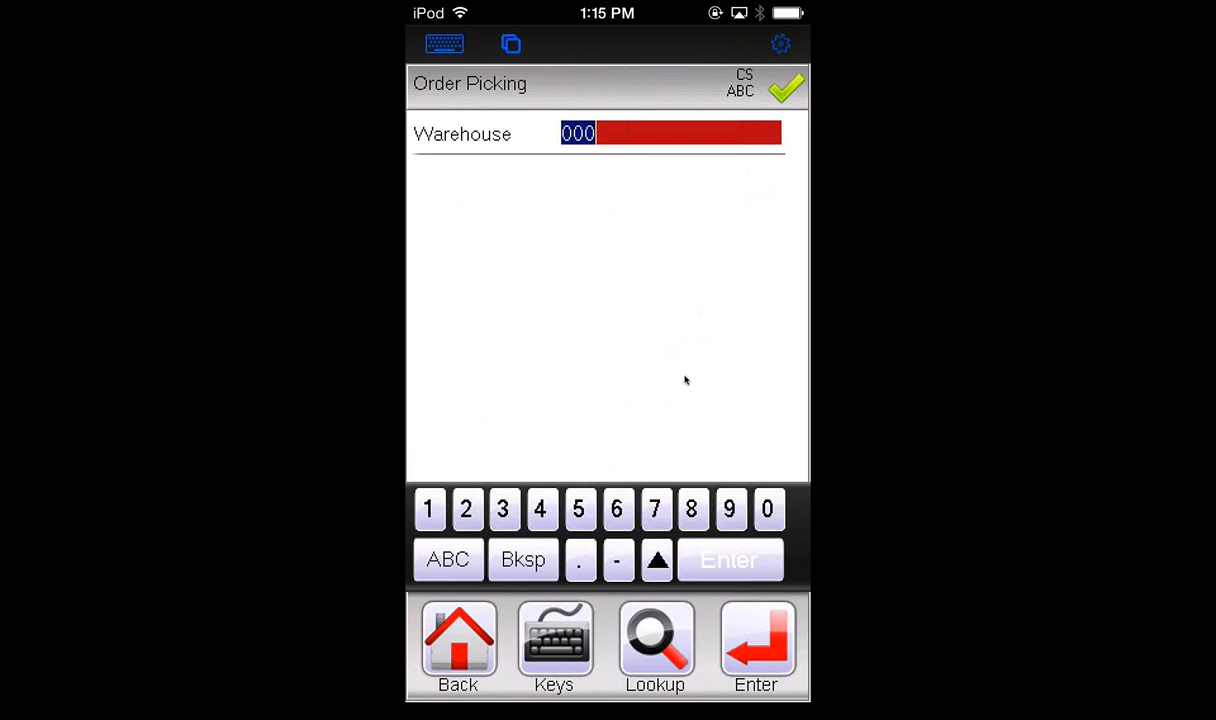 iPod 1:15 PM
Order Picking CS
ABC
Warehouse 000
1 2 3 4 5 6 7 8 9 0
ABC Bksp . - Enter
Back Keys Lookup Enter